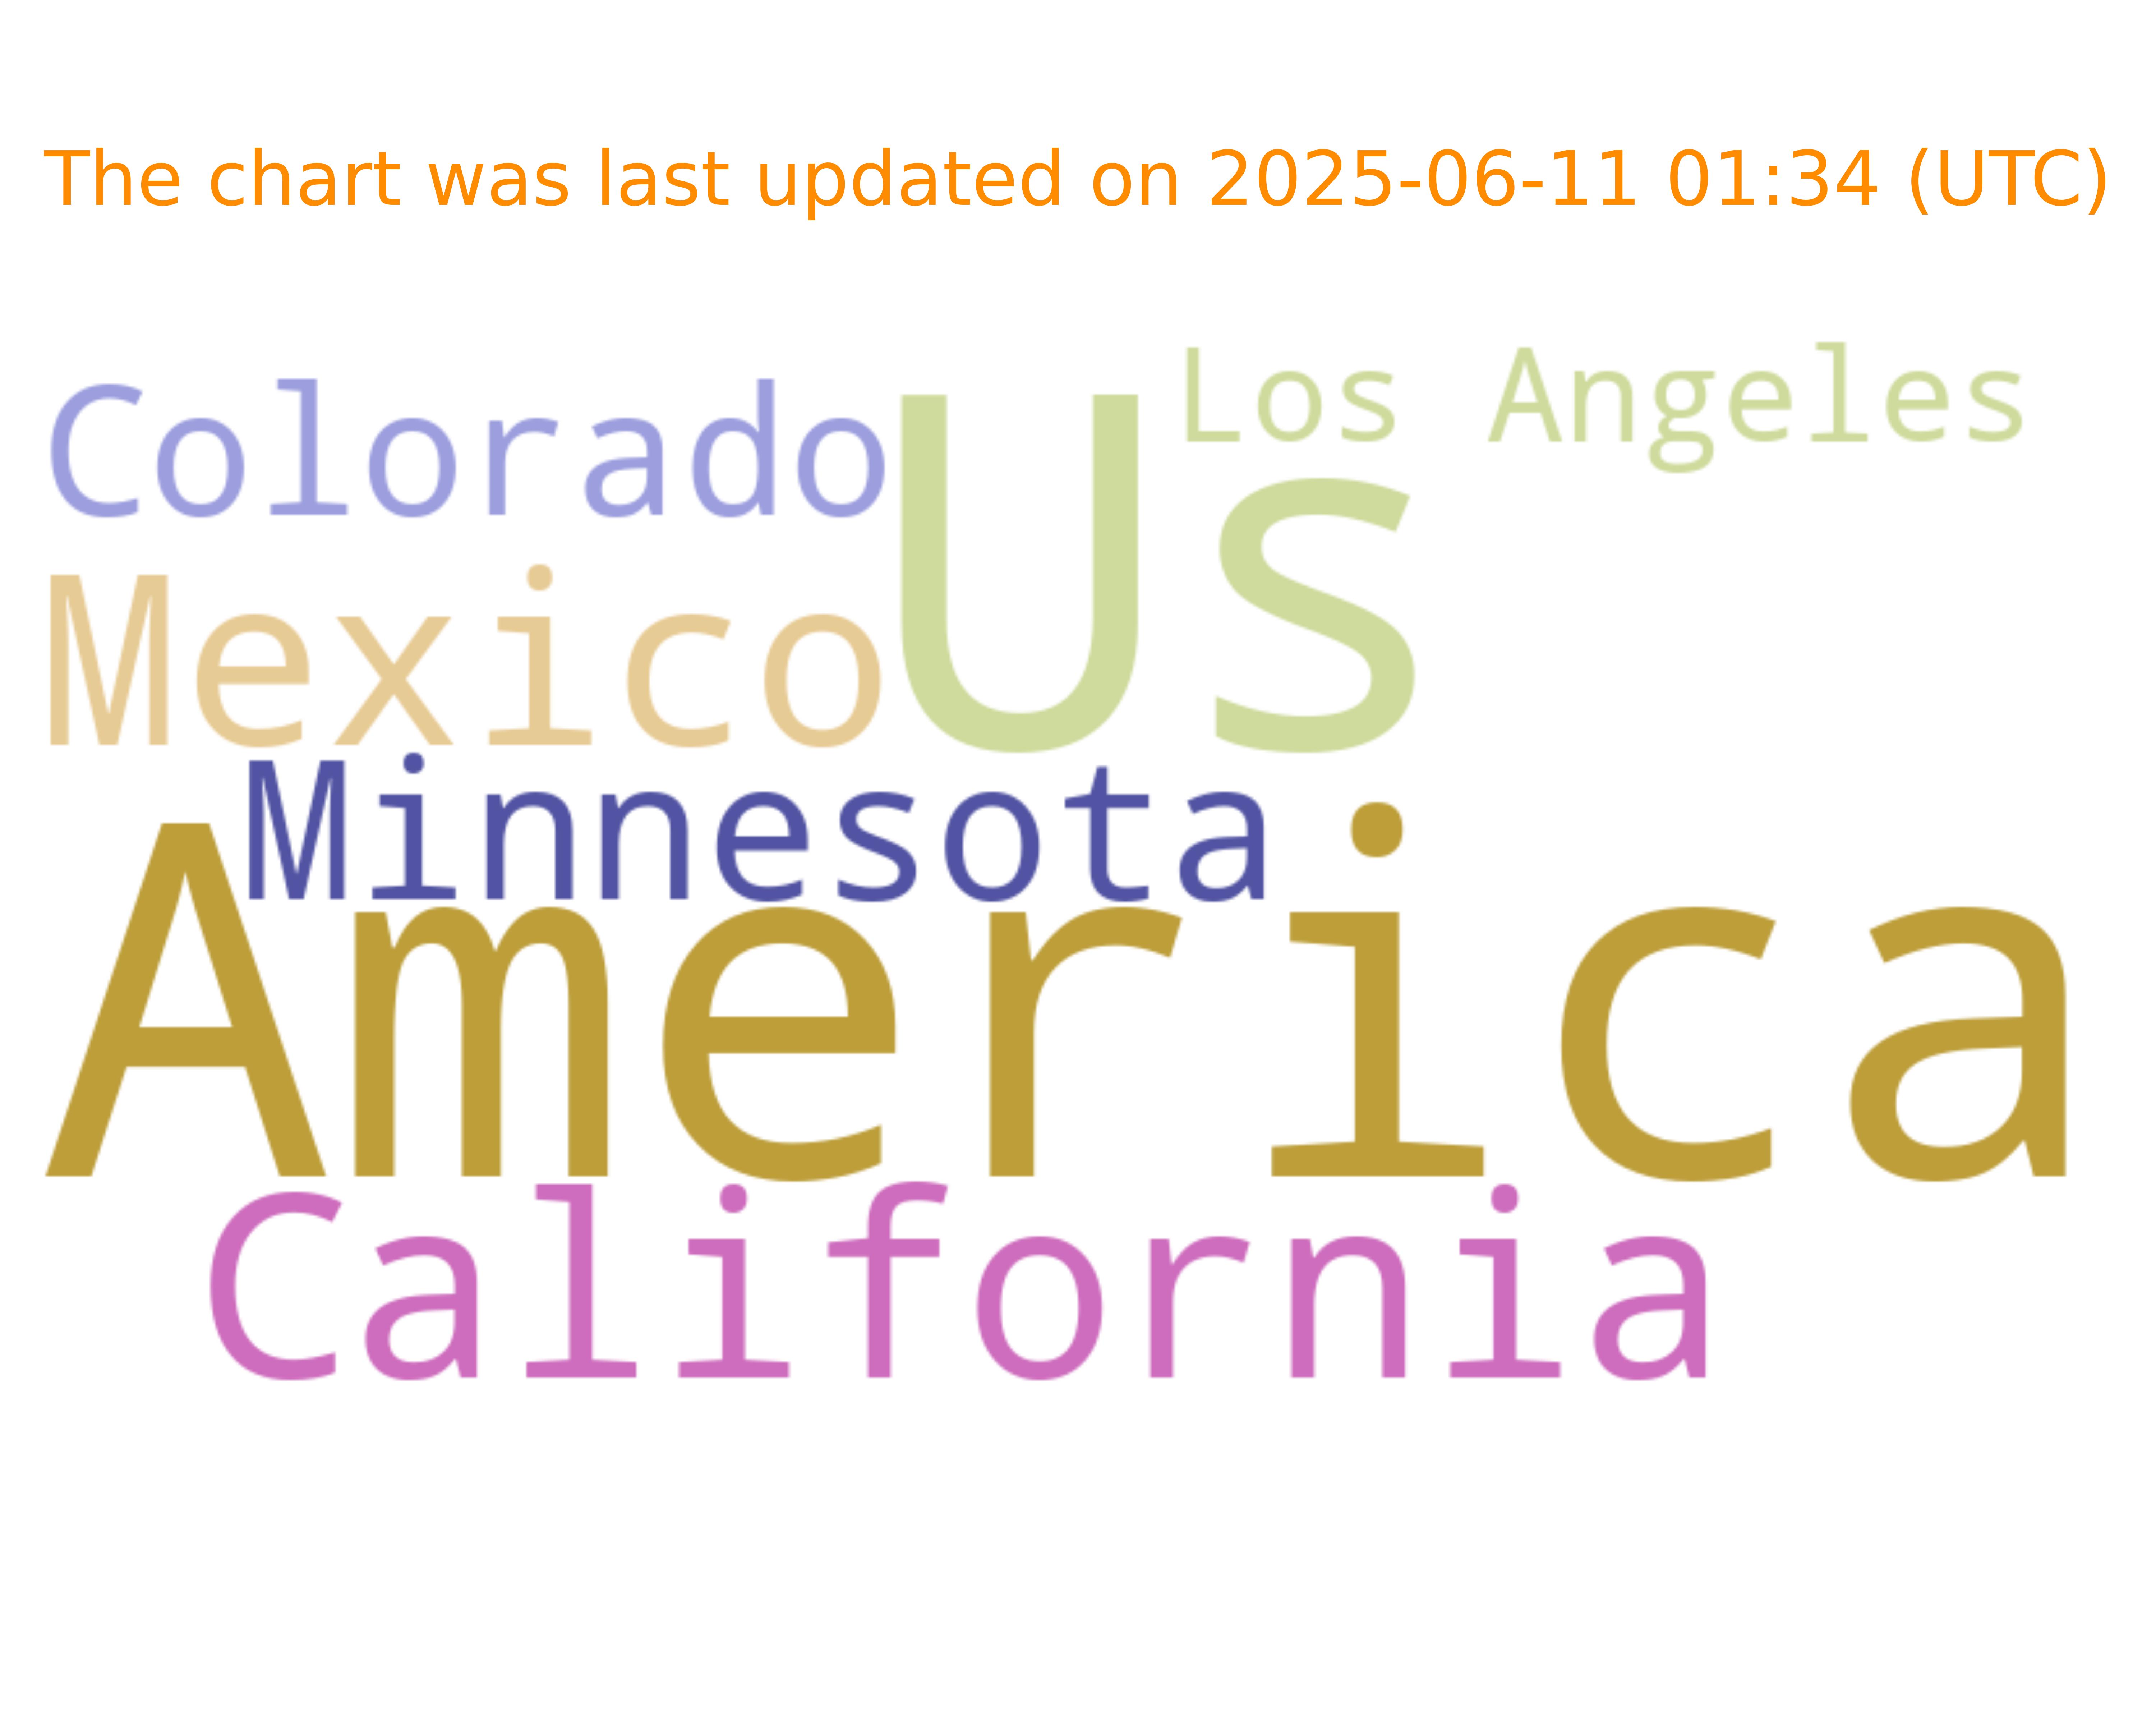 The chart was last updated on 2025-06-11 01:34 (UTC)
Los Angeles
Colorado
Us
Mexico
Minnesota
America
California